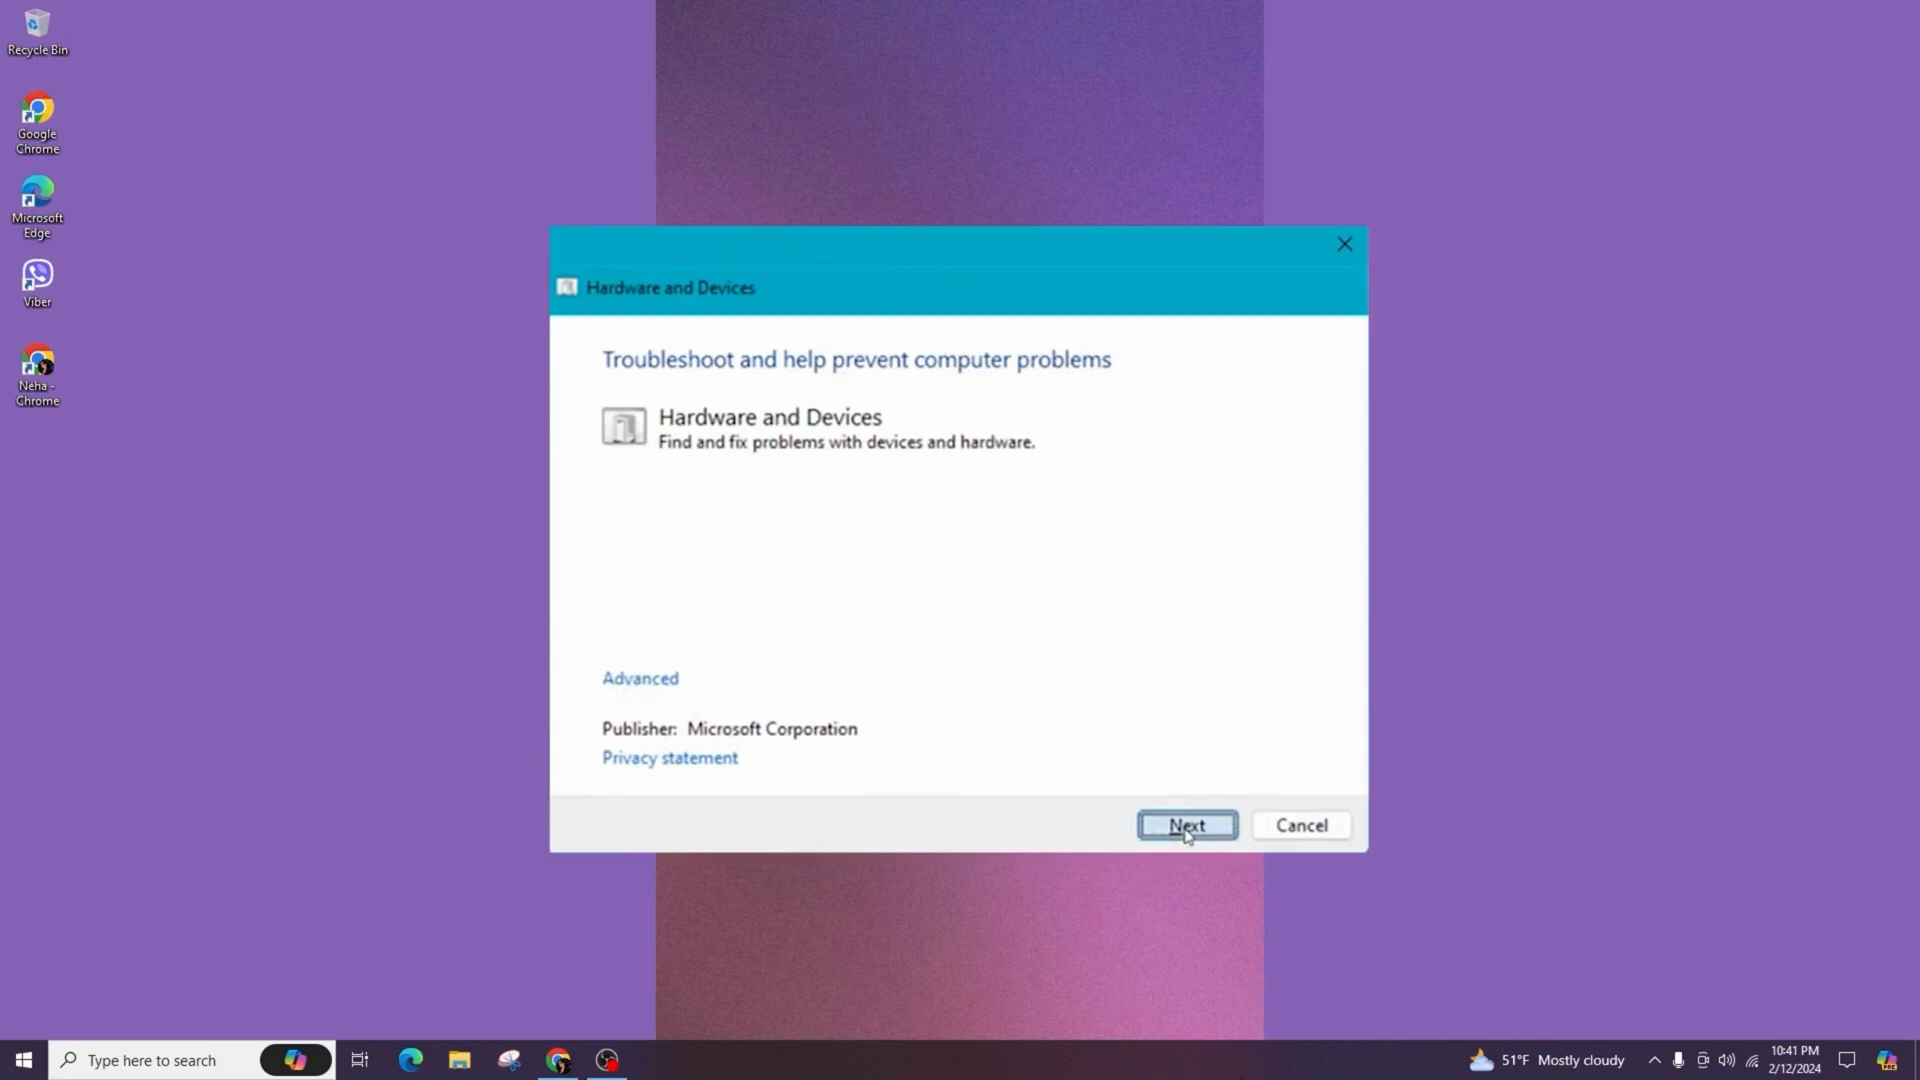 Recycle Bin
Google
Chrome
Microsoft
Edge
Viber
Neha -
Chrome
Hardware and Devices
Troubleshoot and help prevent computer problems
Hardware and Devices
Find and fix problems with devices and hardware.
Advanced
Publisher: Microsoft Corporation
Privacy statement
Next
Cancel
Type here to search
51°F Mostly cloudy
10:41 PM
2/12/2024
PRE